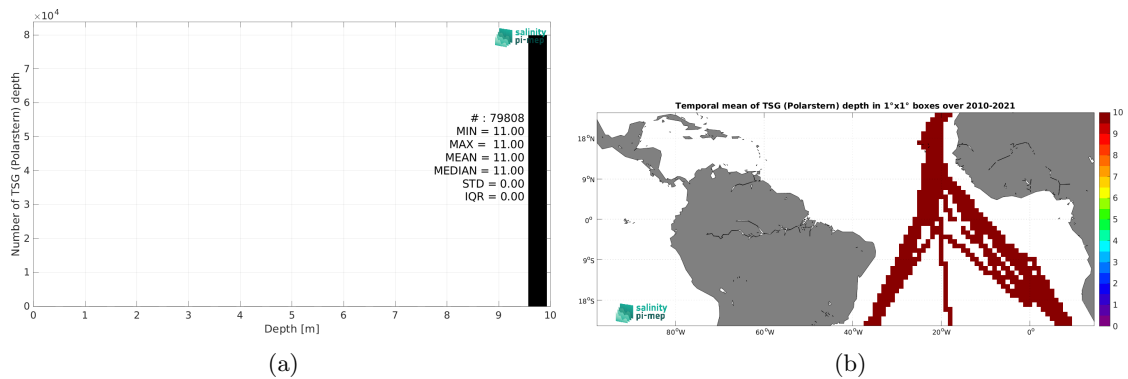 ×10⁴
8
7
6
5
4
3
2
1
0
Number of TSG (Polarstern) depth
salinity
pi-mep
# : 79808
MIN = 11.00
MAX = 11.00
MEAN = 11.00
MEDIAN = 11.00
STD = 0.00
IQR = 0.00
0 1 2 3 4 5 6 7 8 9 10
Depth [m]
(a)
Temporal mean of TSG (Polarstern) depth in 1°x1° boxes over 2010-2021
18°N
9°N
0°
9°S
18°S
80°W 60°W 40°W 20°W 0°
salinity
pi-mep
10
9
8
7
6
5
4
3
2
1
0
(b)